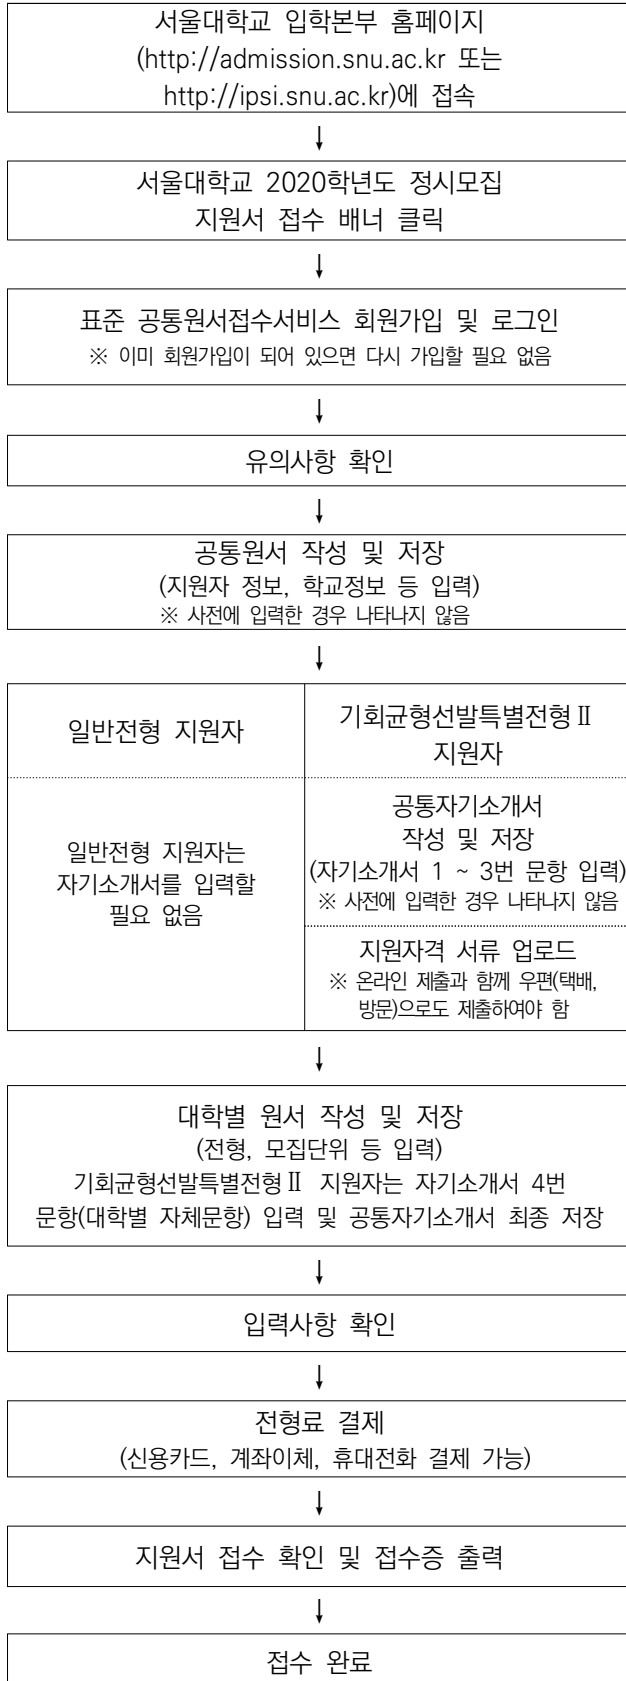 서울대학교 입학본부 홈페이지
(http://admission.snu.ac.kr 또는
http://ipsi.snu.ac.kr)에 접속
↓
서울대학교 2020학년도 정시모집
지원서 접수 배너 클릭
↓
표준 공통원서접수서비스 회원가입 및 로그인
※ 이미 회원가입이 되어 있으면 다시 가입할 필요 없음
↓
유의사항 확인
↓
공통원서 작성 및 저장
(지원자 정보, 학교정보 등 입력)
※ 사전에 입력한 경우 나타나지 않음
↓
일반전형 지원자
기회균형선발특별전형Ⅱ
지원자
일반전형 지원자는
자기소개서를 입력할
필요 없음
공통자기소개서
작성 및 저장
(자기소개서 1 ~ 3번 문항 입력)
※ 사전에 입력한 경우 나타나지 않음
지원자격 서류 업로드
※ 온라인 제출과 함께 우편(택배,
방문)으로도 제출하여야 함
↓
대학별 원서 작성 및 저장
(전형, 모집단위 등 입력)
기회균형선발특별전형Ⅱ 지원자는 자기소개서 4번
문항(대학별 자체문항) 입력 및 공통자기소개서 최종 저장
↓
입력사항 확인
↓
전형료 결제
(신용카드, 계좌이체, 휴대전화 결제 가능)
↓
지원서 접수 확인 및 접수증 출력
↓
접수 완료